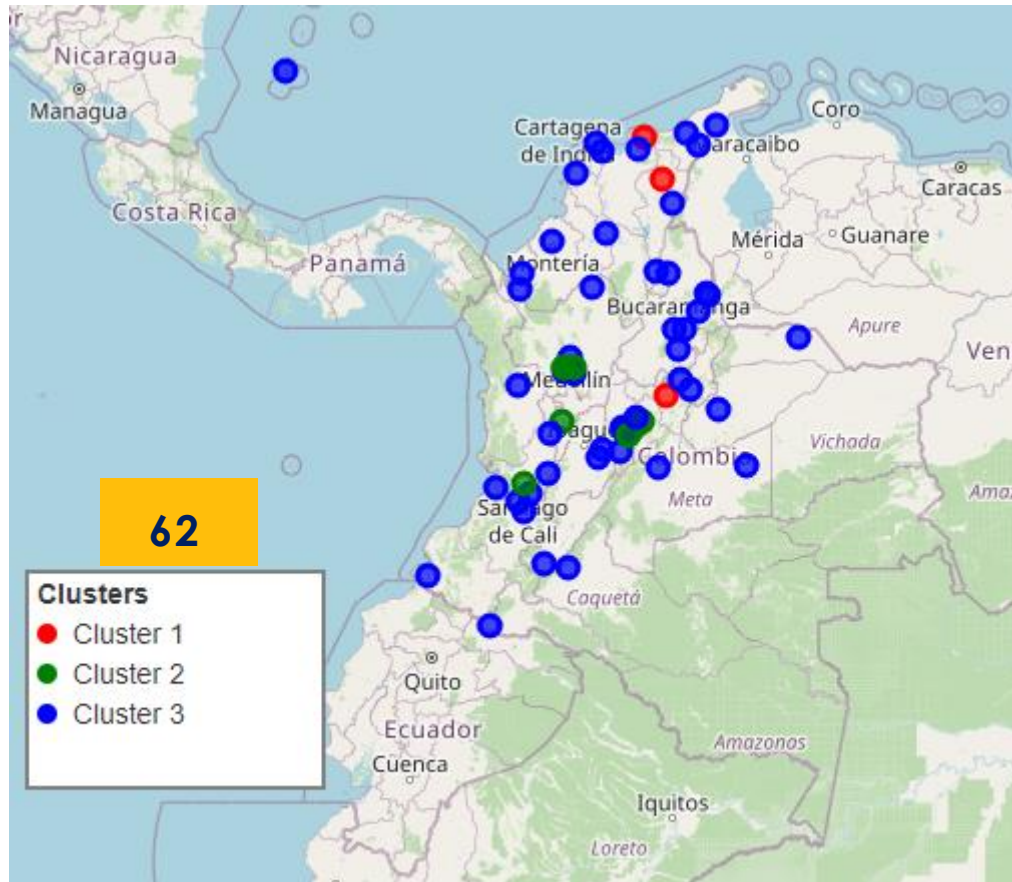 Nicaragua
Managua
Coro
Cartagena
de Indi
aracaibo
Caracas
Costa Rica
Mérida
Guanare
Panamá
Montería
Bucaramanga
Apure
Ven
Medellín
Vichada
agu
Colombi
Meta
Ama
62
Santiago
de Cali
Clusters
Cluster 1
Cluster 2
Cluster 3
Caquetá
Quito
Ecuador
Amazonas
Cuenca
Iquitos
Loreto